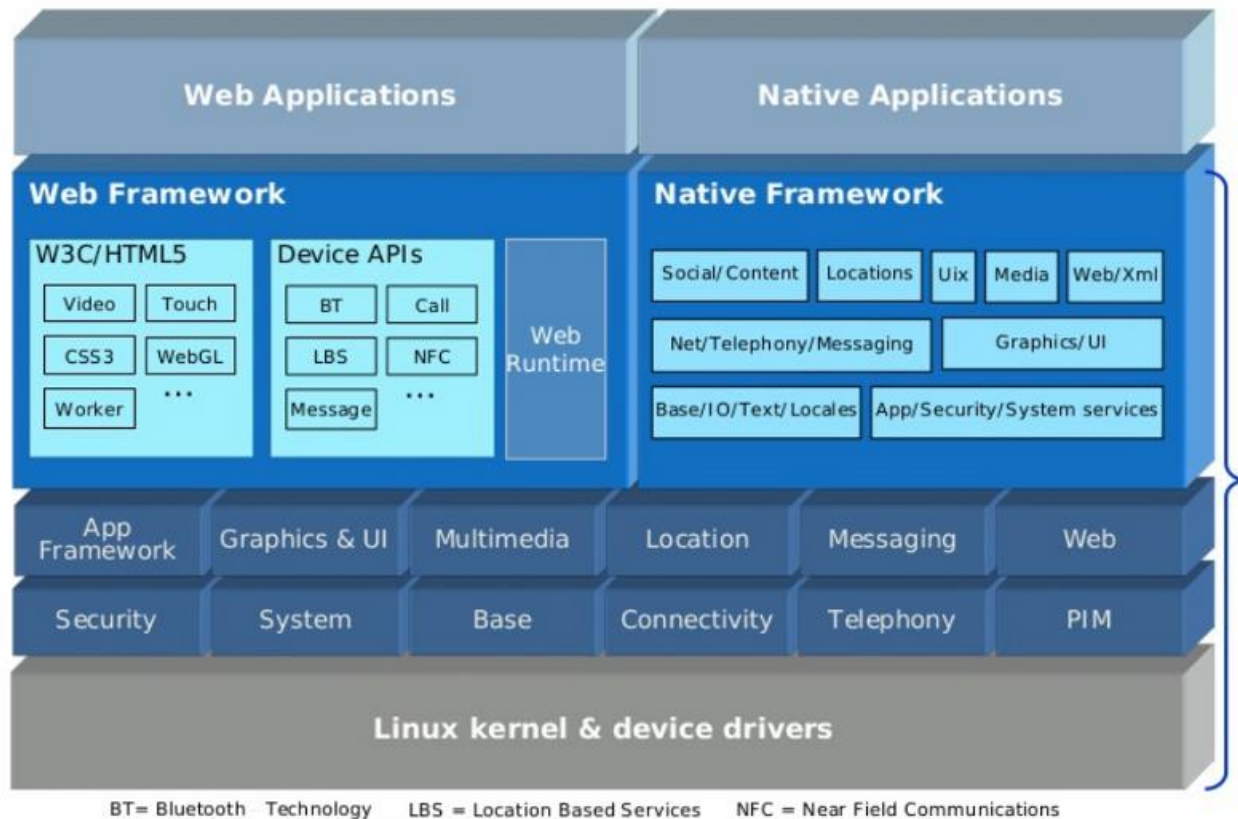 Web Applications
Native Applications
Web Framework
W3C/HTML5
Video
Touch
CSS3
WebGL
Worker
...
Device APIs
BT
Call
LBS
NFC
Message
...
Web
Runtime
Native Framework
Social/Content
Locations
Uix
Media
Web/Xml
Net/Telephony/Messaging
Graphics/UI
Base/IO/Text/Locales
App/Security/System services
App
Framework
Graphics & UI
Multimedia
Location
Messaging
Web
Security
System
Base
Connectivity
Telephony
PIM
Linux kernel & device drivers
BT= Bluetooth Technology LBS = Location Based Services NFC = Near Field Communications